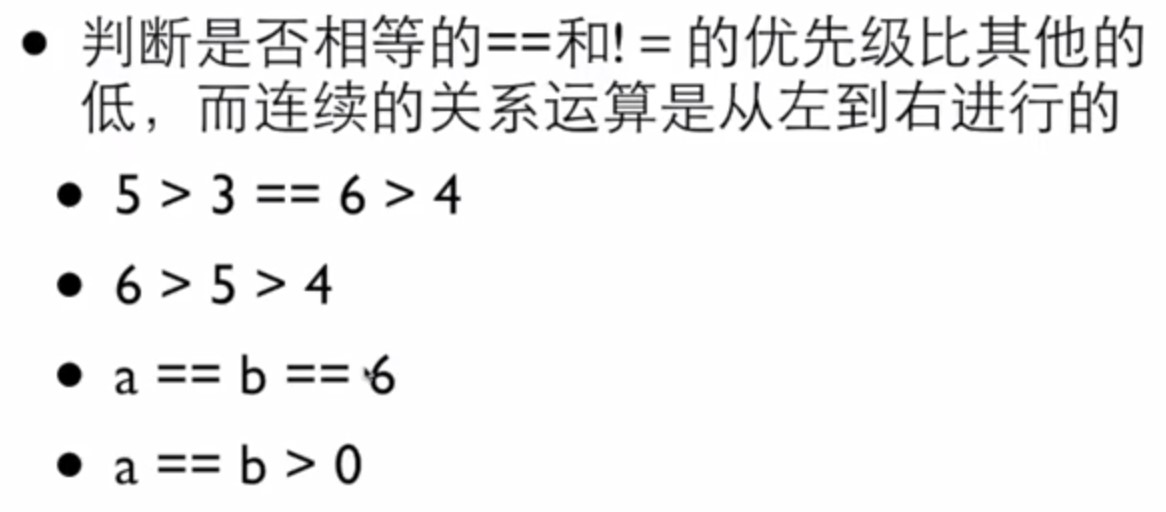 ● 判断是否相等的==和! = 的优先级比其他的
低，而连续的关系运算是从左到右进行的
● 5 > 3 == 6 > 4
● 6 > 5 > 4
● a == b == 6
● a == b > 0